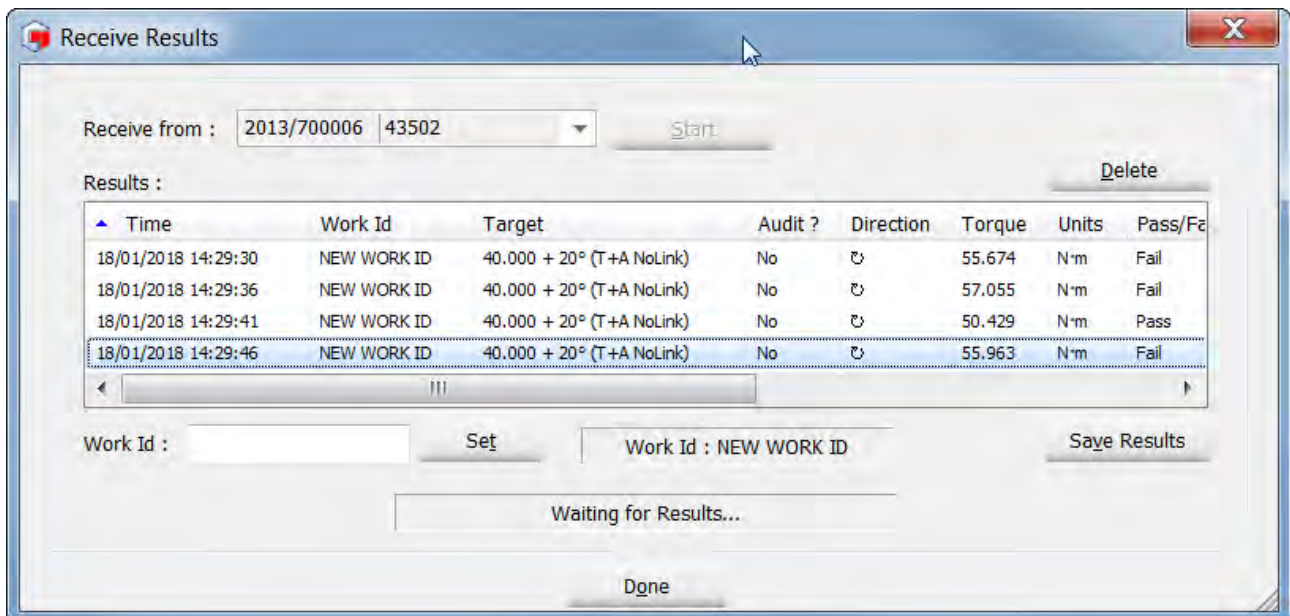 Receive Results
X
Receive from : 2013/700006 43502 Start
Delete
Results :
Time Work Id Target Audit ? Direction Torque Units Pass/Fa
18/01/2018 14:29:30 NEW WORK ID 40.000 + 20° (T+A NoLink) No ↻ 55.674 N·m Fail
18/01/2018 14:29:36 NEW WORK ID 40.000 + 20° (T+A NoLink) No ↻ 57.055 N·m Fail
18/01/2018 14:29:41 NEW WORK ID 40.000 + 20° (T+A NoLink) No ↻ 50.429 N·m Pass
18/01/2018 14:29:46 NEW WORK ID 40.000 + 20° (T+A NoLink) No ↻ 55.963 N·m Fail
Work Id : Set Work Id : NEW WORK ID Save Results
Waiting for Results...
Done